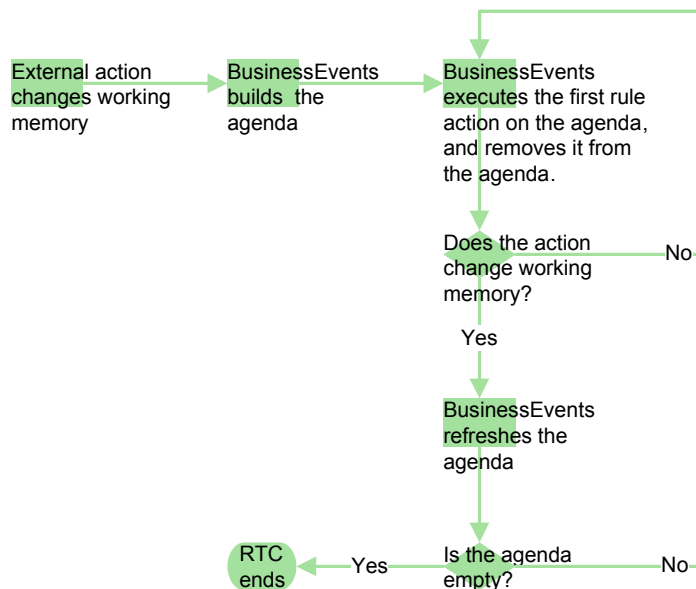 External action
changes working
memory
BusinessEvents
builds the
agenda
BusinessEvents
executes the first rule
action on the agenda,
and removes it from
the agenda.
Does the action
change working
memory?
No
Yes
BusinessEvents
refreshes the
agenda
RTC
ends
Yes
Is the agenda
empty?
No